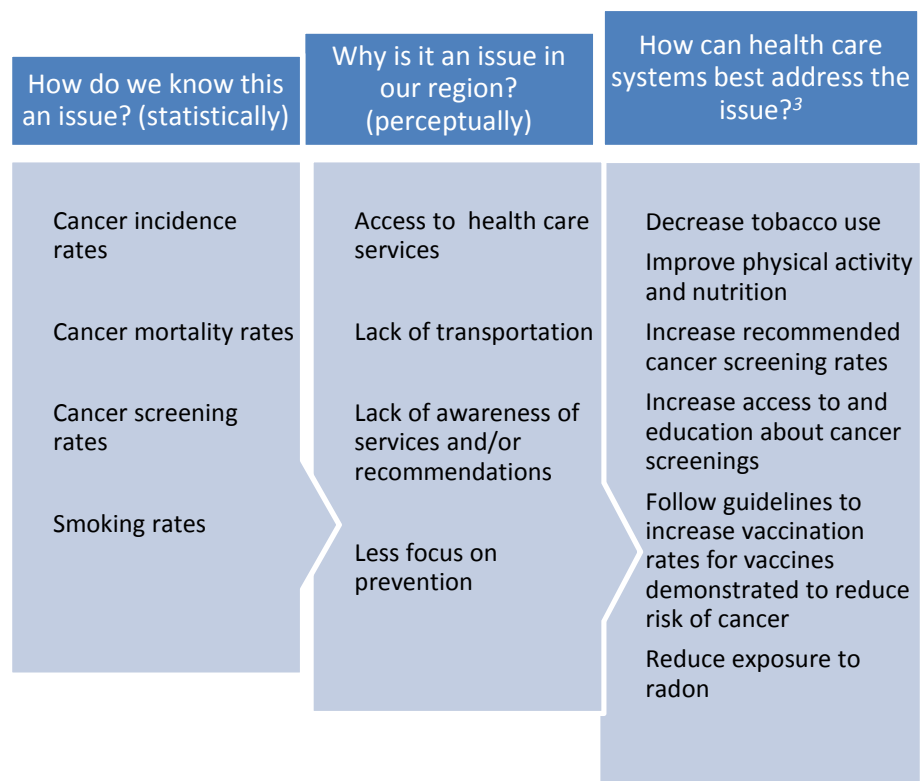 How do we know this
an issue? (statistically)
Cancer incidence
rates
Cancer mortality rates
Cancer screening
rates
Smoking rates
Why is it an issue in
our region?
(perceptually)
Access to  health care
services
Lack of transportation
Lack of awareness of
services and/or
recommendations
Less focus on
prevention
How can health care
systems best address the
issue?³
Decrease tobacco use
Improve physical activity
and nutrition
Increase recommended
cancer screening rates
Increase access to and
education about cancer
screenings
Follow guidelines to
increase vaccination
rates for vaccines
demonstrated to reduce
risk of cancer
Reduce exposure to
radon